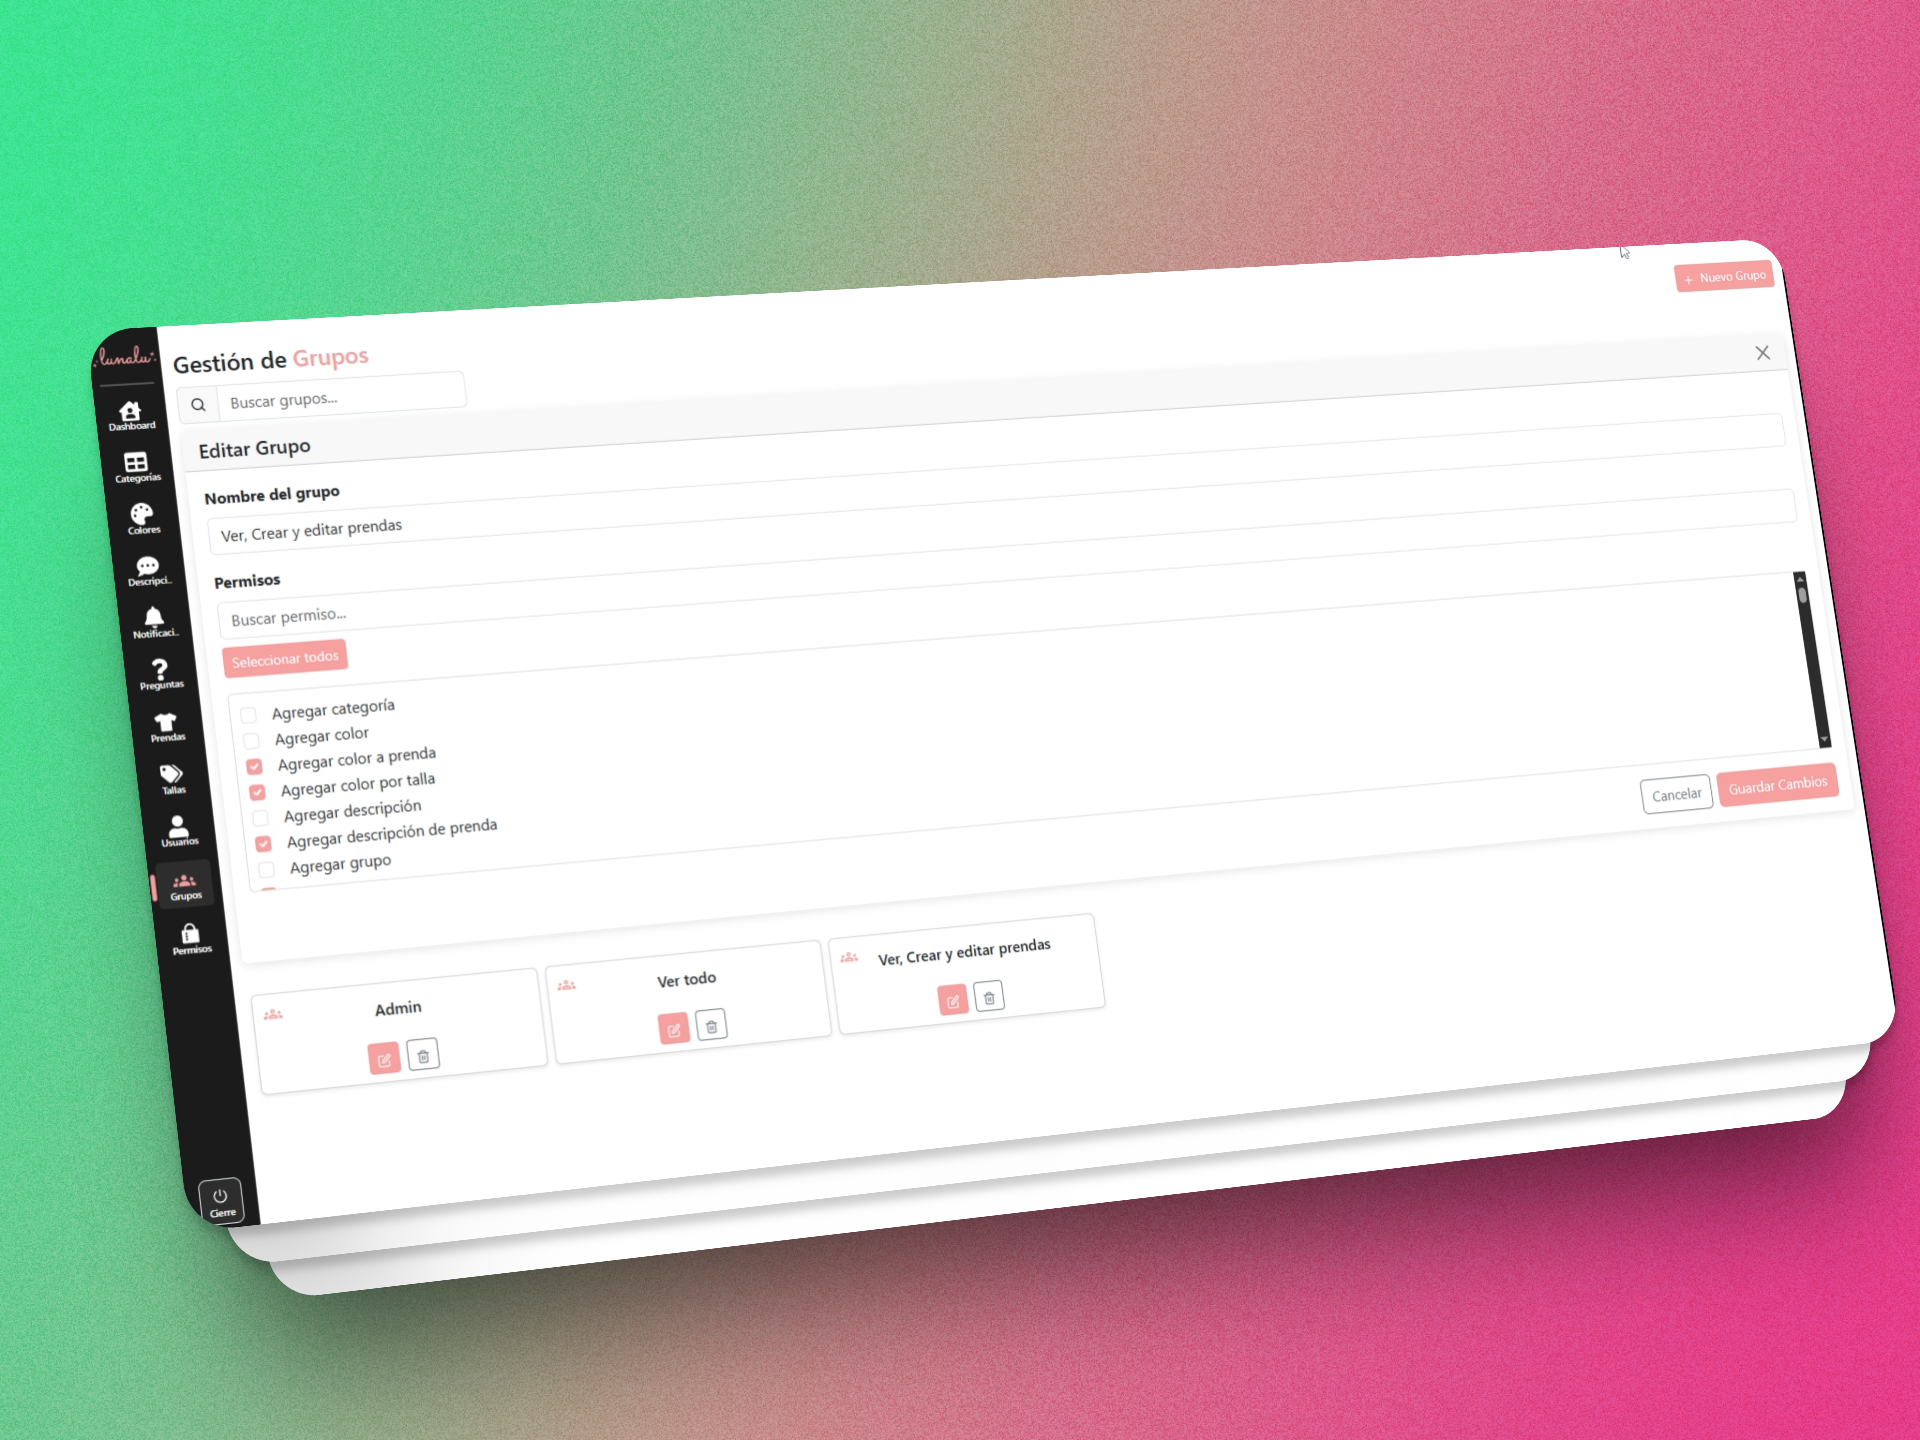 lunalu
Dashboard
Categorías
Colores
Descripci..
Notificaci..
Preguntas
Prendas
Tallas
Usuarios
Grupos
Permisos
Cierre
+ Nuevo Grupo
Gestión de Grupos
Buscar grupos...
Editar Grupo
Nombre del grupo
Ver, Crear y editar prendas
Permisos
Buscar permiso...
Seleccionar todos
Agregar categoría
Agregar color
Agregar color a prenda
Agregar color por talla
Agregar descripción
Agregar descripción de prenda
Agregar grupo
Cancelar
Guardar Cambios
Admin
Ver todo
Ver, Crear y editar prendas